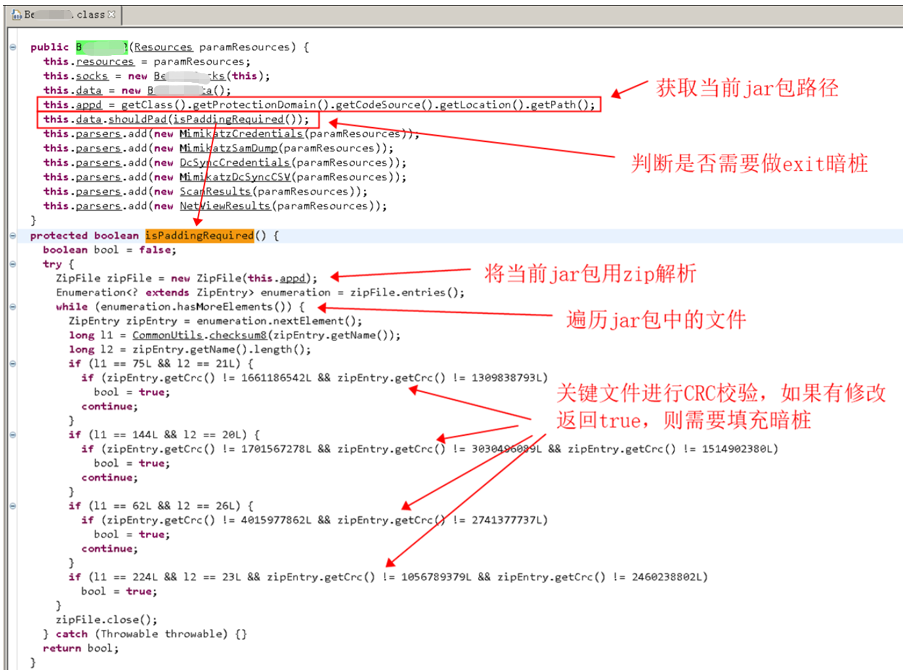 Be .class
public B (Resources paramResources) {
this.resources = paramResources;
this.socks = new Be ks(this);
this.data = new B ta();
this.appd = getClass().getProtectionDomain().getCodeSource().getLocation().getPath();
获取当前jar包路径
this.data.shouldPad(isPaddingRequired());
this.parsers.add(new MimikatzCredentials(paramResources));
this.parsers.add(new MimikatzSamDump(paramResources));
判断是否需要做exit暗桩
this.parsers.add(new DcSyncCredentials(paramResources));
this.parsers.add(new MimikatzDcSyncCSV(paramResources));
this.parsers.add(new ScanResults(paramResources));
this.parsers.add(new NetViewResults(paramResources));
}
protected boolean isPaddingRequired() {
boolean bool = false;
try {
ZipFile zipFile = new ZipFile(this.appd);
将当前jar包用zip解析
Enumeration<? extends ZipEntry> enumeration = zipFile.entries();
while (enumeration.hasMoreElements()) {
遍历jar包中的文件
ZipEntry zipEntry = enumeration.nextElement();
long l1 = CommonUtils.checksum8(zipEntry.getName());
long l2 = zipEntry.getName().length();
if (l1 == 75L && l2 == 21L) {
if (zipEntry.getCrc() != 1661186542L && zipEntry.getCrc() != 1309838793L)
bool = true;
关键文件进行CRC校验，如果有修改
continue;
返回true，则需要填充暗桩
}
if (l1 == 144L && l2 == 20L) {
if (zipEntry.getCrc() != 1701567278L && zipEntry.getCrc() != 3030496089L && zipEntry.getCrc() != 1514902380L)
bool = true;
continue;
}
if (l1 == 62L && l2 == 26L) {
if (zipEntry.getCrc() != 4015977862L && zipEntry.getCrc() != 2741377737L)
bool = true;
continue;
}
if (l1 == 224L && l2 == 23L && zipEntry.getCrc() != 1056789379L && zipEntry.getCrc() != 2460238802L)
bool = true;
}
zipFile.close();
} catch (Throwable throwable) {}
return bool;
}